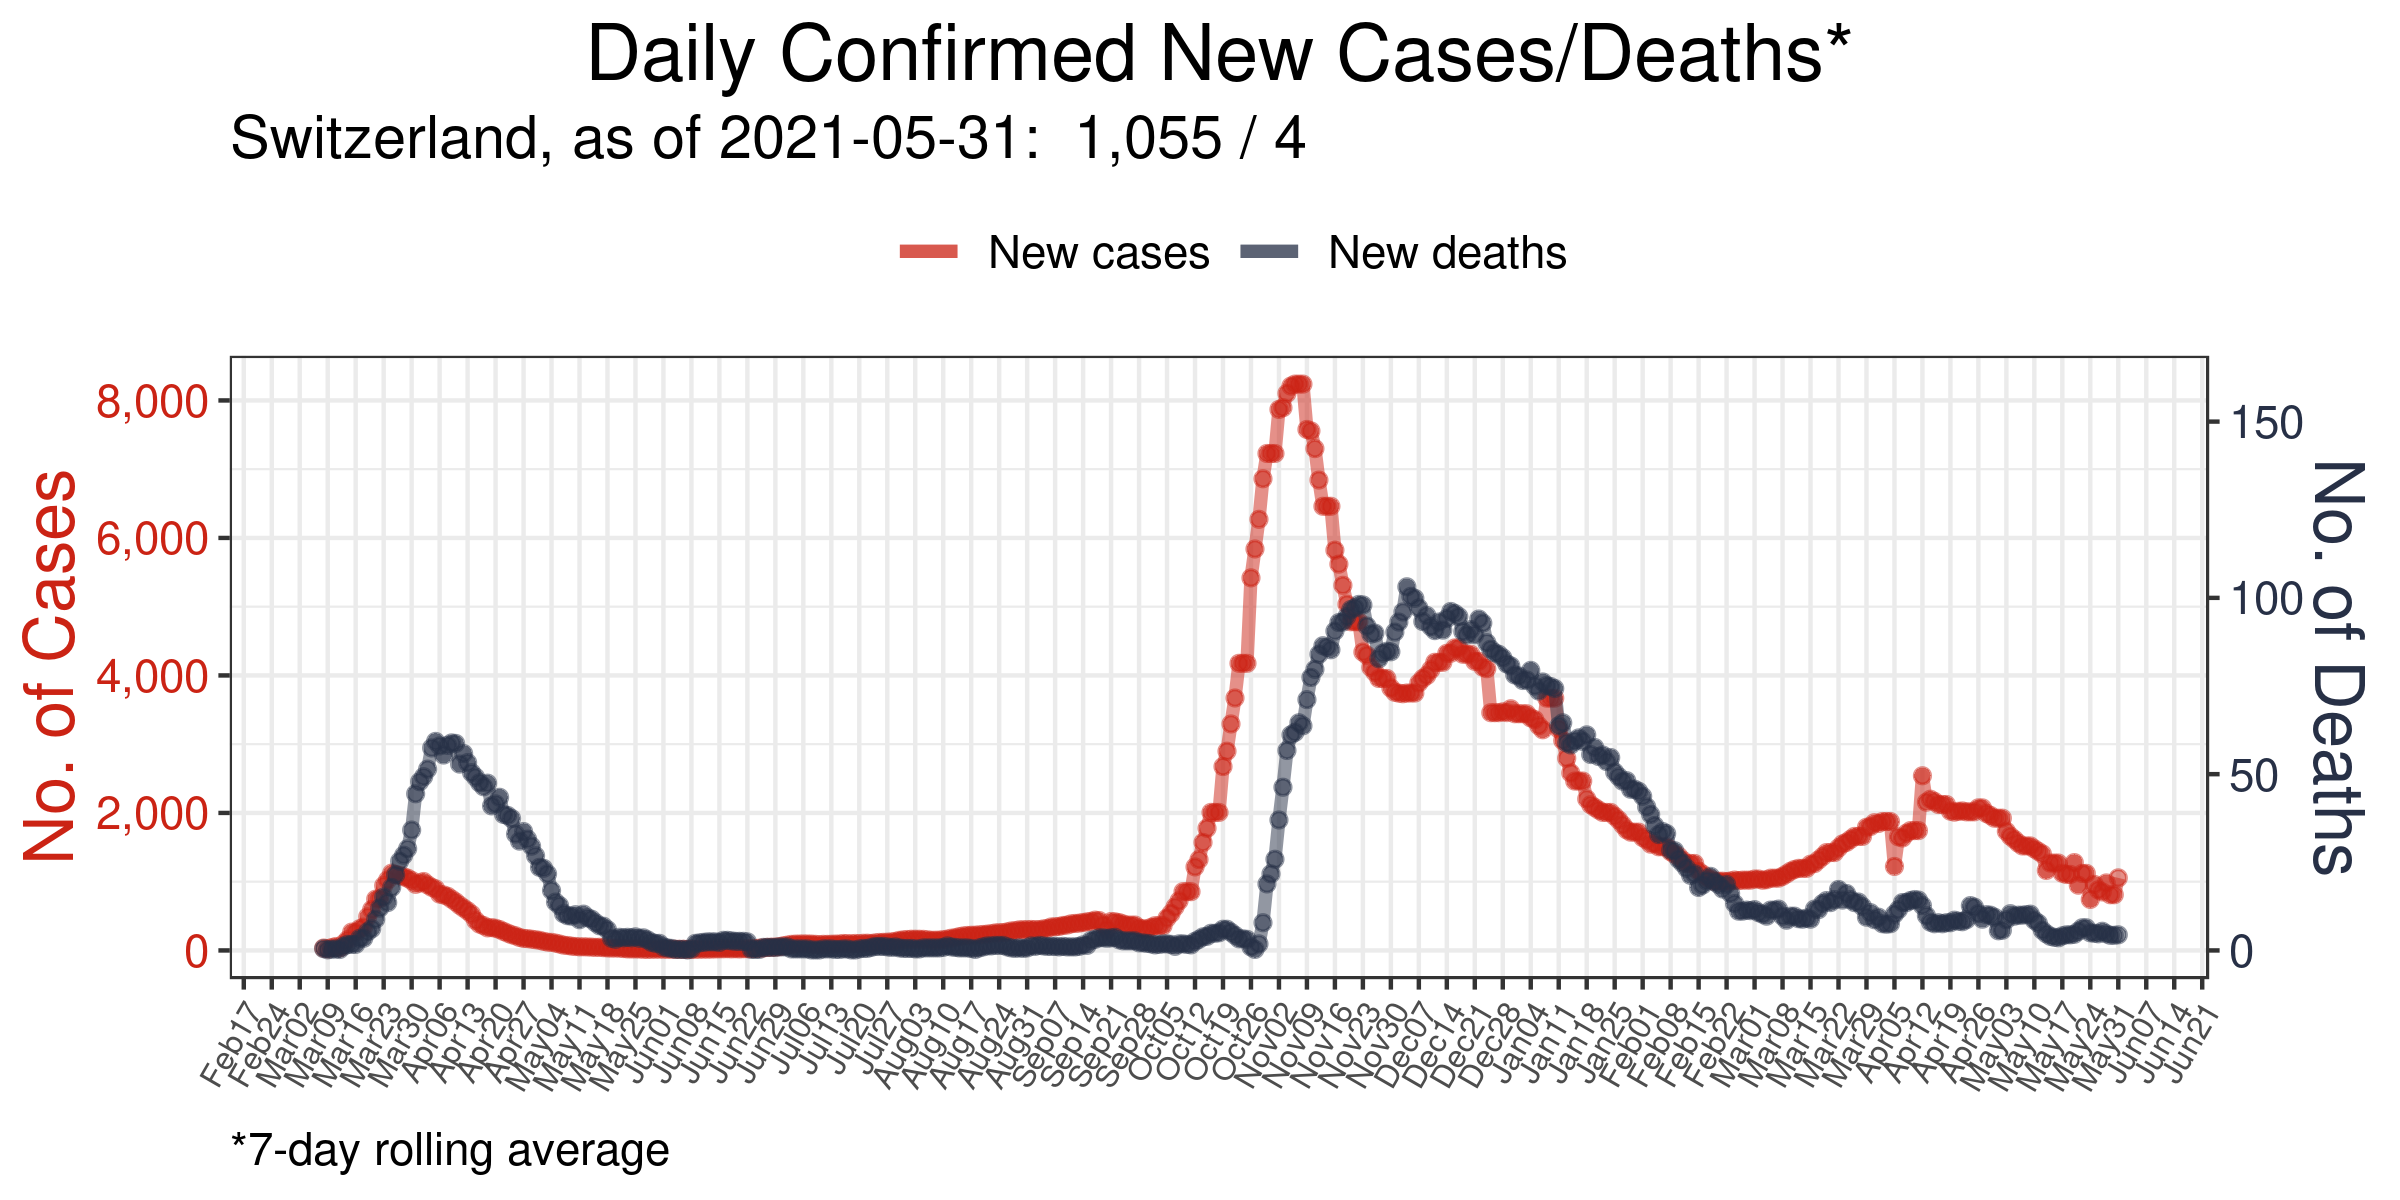 Daily Confirmed New Cases/Deaths*
Switzerland, as of 2021-05-31:  1,055 / 4
New cases
New deaths
No. of Cases
8,000
6,000
4,000
2,000
0
150
100
50
0
No. of Deaths
Feb17
Feb24
Mar02
Mar09
Mar16
Mar23
Mar30
Apr06
Apr13
Apr20
Apr27
May04
May11
May18
May25
Jun01
Jun08
Jun15
Jun22
Jun29
Jul06
Jul13
Jul20
Jul27
Aug03
Aug10
Aug17
Aug24
Aug31
Sep07
Sep14
Sep21
Sep28
Oct05
Oct12
Oct19
Oct26
Nov02
Nov09
Nov16
Nov23
Nov30
Dec07
Dec14
Dec21
Dec28
Jan04
Jan11
Jan18
Jan25
Feb01
Feb08
Feb15
Feb22
Mar01
Mar08
Mar15
Mar22
Mar29
Apr05
Apr12
Apr19
Apr26
May03
May10
May17
May24
May31
Jun07
Jun14
Jun21
*7-day rolling average